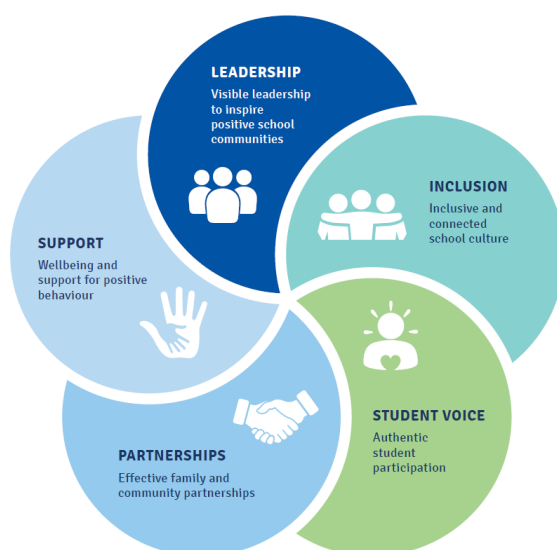 LEADERSHIP
Visible leadership
to inspire
positive school
communities
INCLUSION
Inclusive and
connected
school culture
STUDENT VOICE
Authentic
student
participation
PARTNERSHIPS
Effective family and
community partnerships
SUPPORT
Wellbeing and
support for positive
behaviour